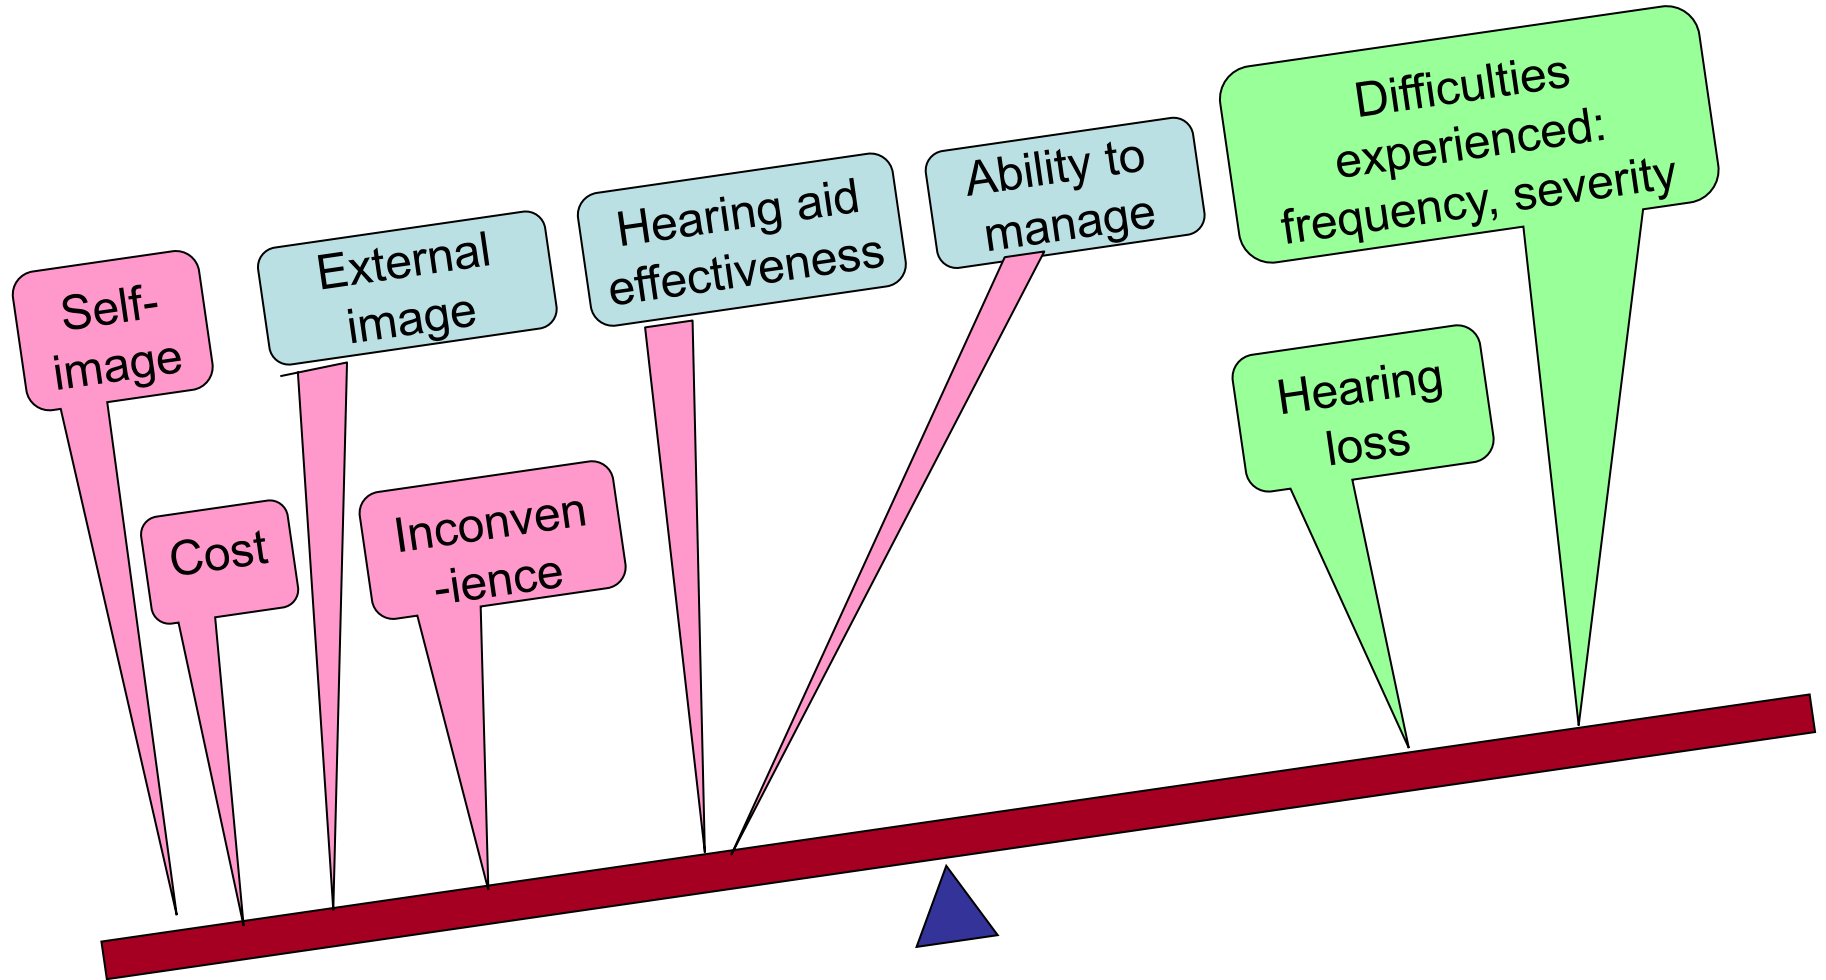 Self-
image
External
image
Hearing aid
effectiveness
Ability to
manage
Difficulties
experienced:
frequency, severity
Cost
Inconven
-ience
Hearing
loss